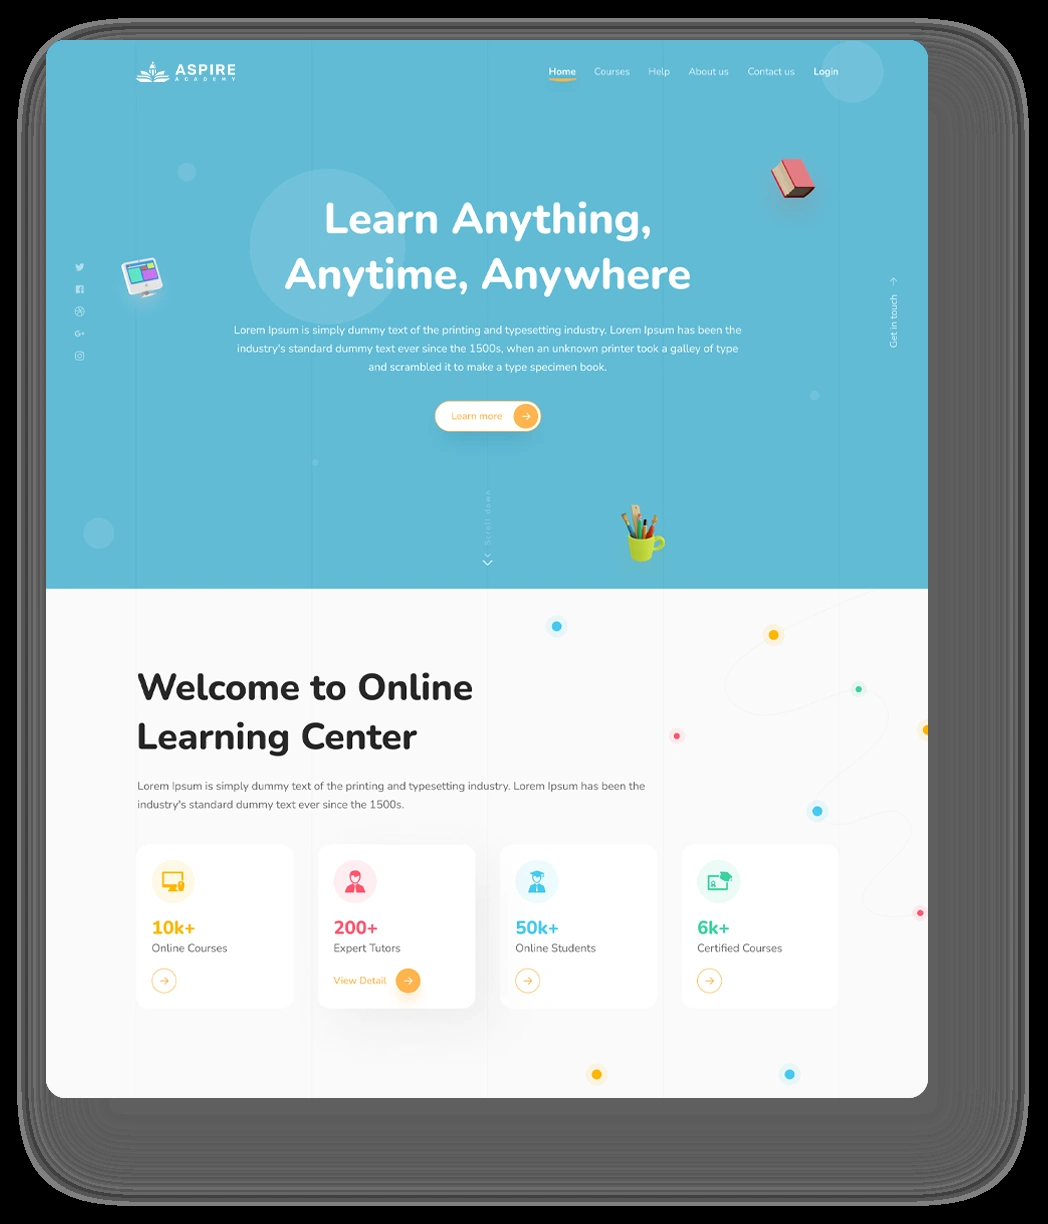 ASPIRE
ACADEMY
Home Courses Help About us Contact us Login
Learn Anything,
Anytime, Anywhere
Lorem Ipsum is simply dummy text of the printing and typesetting industry. Lorem Ipsum has been the
industry's standard dummy text ever since the 1500s, when an unknown printer took a galley of type
and scrambled it to make a type specimen book.
Learn more
Get in touch
Scroll down
Welcome to Online
Learning Center
Lorem Ipsum is simply dummy text of the printing and typesetting industry. Lorem Ipsum has been the
industry's standard dummy text ever since the 1500s.
10k+
Online Courses
200+
Expert Tutors
View Detail
50k+
Online Students
6k+
Certified Courses